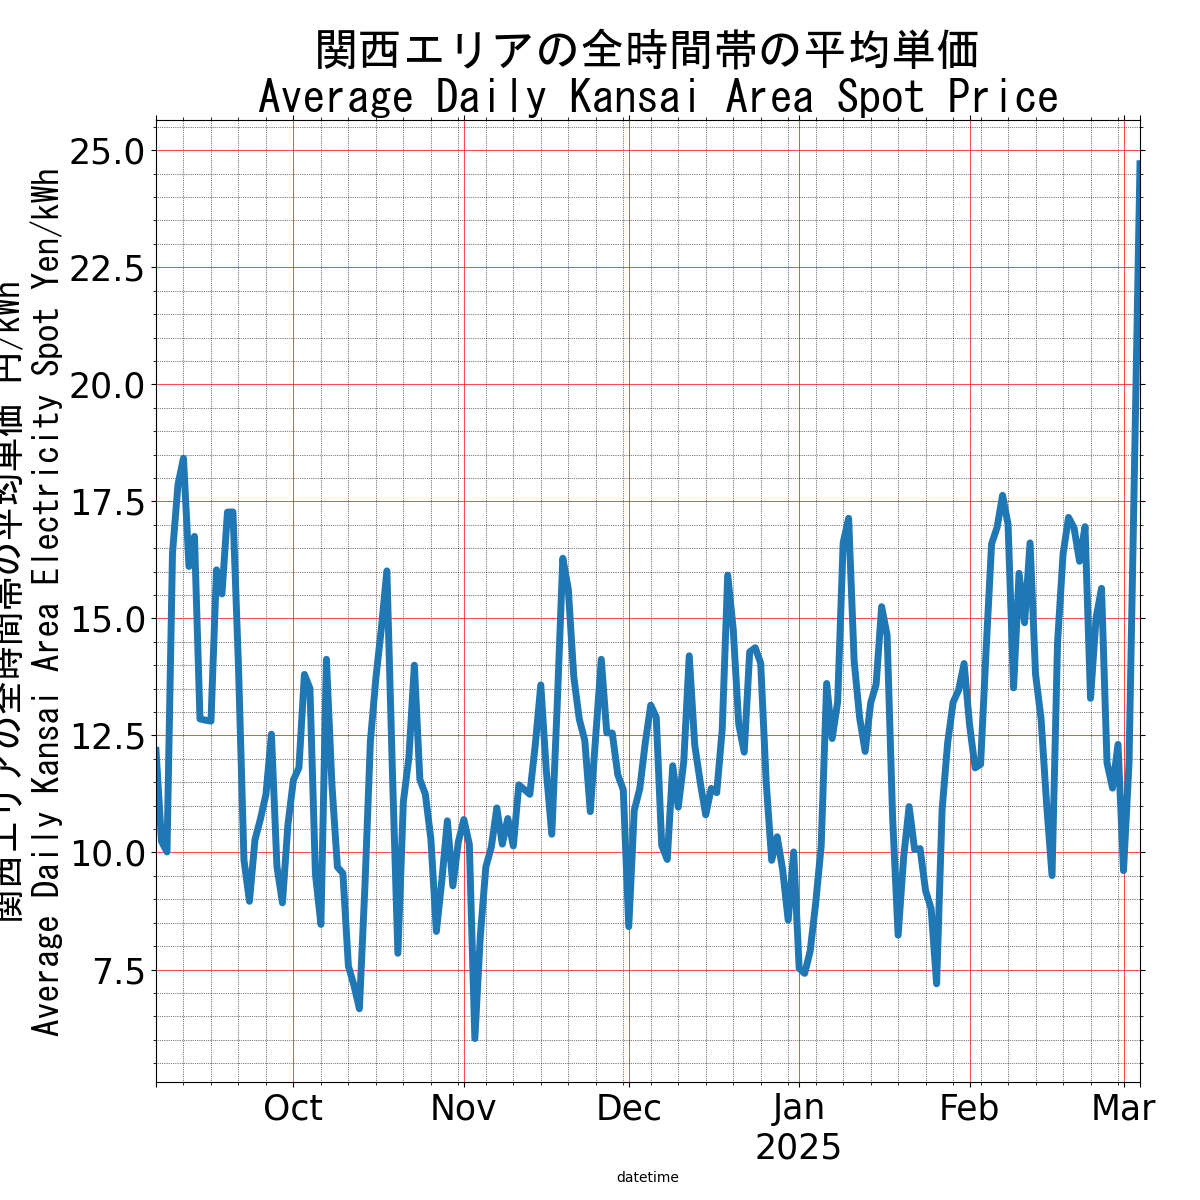 関西エリアの全時間帯の平均単価
Average Daily Kansai Area Spot Price
関西エリアの全時間帯の平均単価 円/kWh
Average Daily Kansai Area Electricity Spot Yen/kWh
25.0
22.5
20.0
17.5
15.0
12.5
10.0
7.5
Oct Nov Dec Jan Feb Mar
2025
datetime